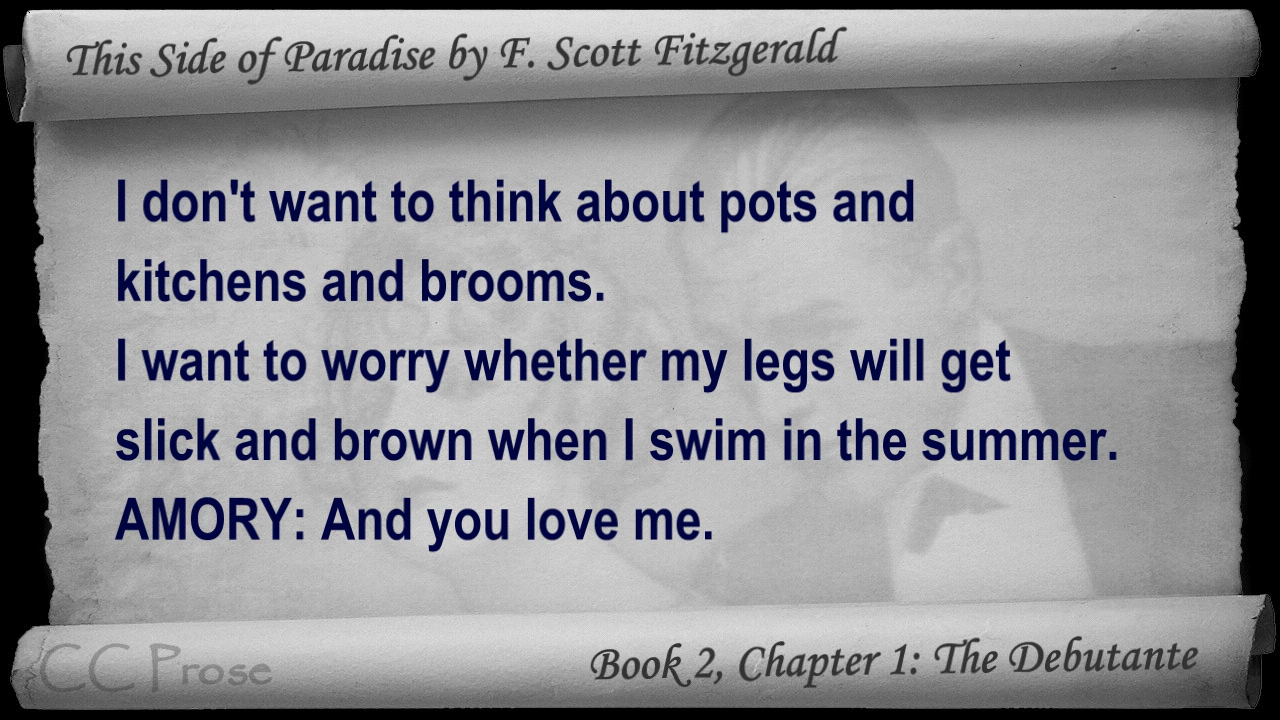 This Side of Paradise by F. Scott Fitzgerald
I don't want to think about pots and
kitchens and brooms.
I want to worry whether my legs will get
slick and brown when I swim in the summer.
AMORY: And you love me.
CC Prose
Book 2, Chapter 1: The Debutante